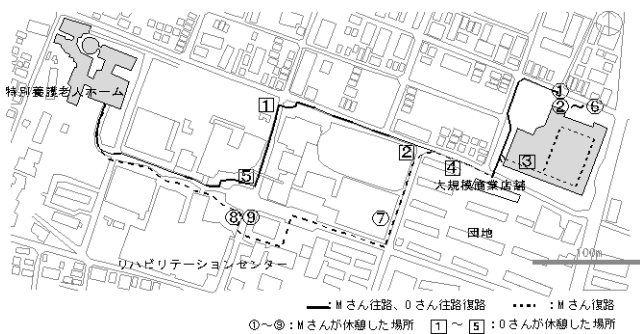 ①
特別養護老人ホーム
1
②～⑥
2
3
4
5
大規模商業店舗
⑧⑨
⑦
団地
100m
リハビリテーションセンター
：Mさん往路、Oさん往路復路 ：Mさん復路
①～⑨：Mさんが休憩した場所 1～5：Oさんが休憩した場所